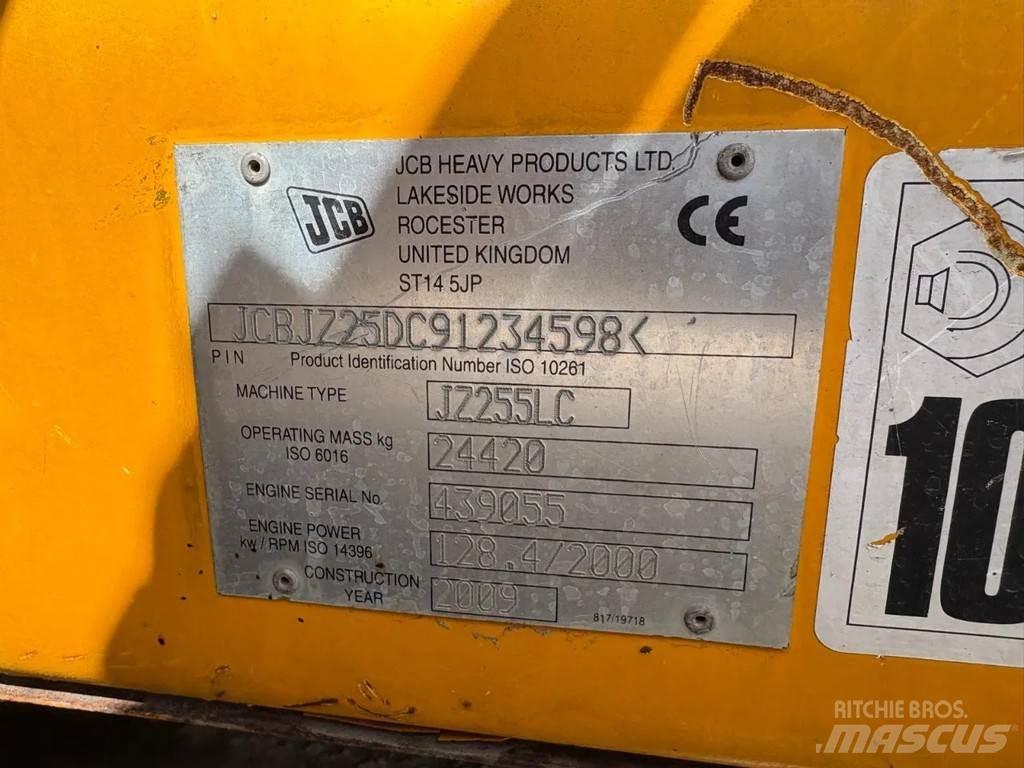 JCB
JCB HEAVY PRODUCTS LTD.
LAKESIDE WORKS
ROCESTER
UNITED KINGDOM
ST14 5JP
CE
JCBJZ25DC91234598<
PIN Product Identification Number ISO 10261
MACHINE TYPE JZ255LC
OPERATING MASS kg
ISO 6016
24420
ENGINE SERIAL No. 439055
ENGINE POWER
kw / RPM ISO 14396
128.4/2000
CONSTRUCTION
YEAR
2009
817/19718
10
RITCHIE BROS.
MASCUS